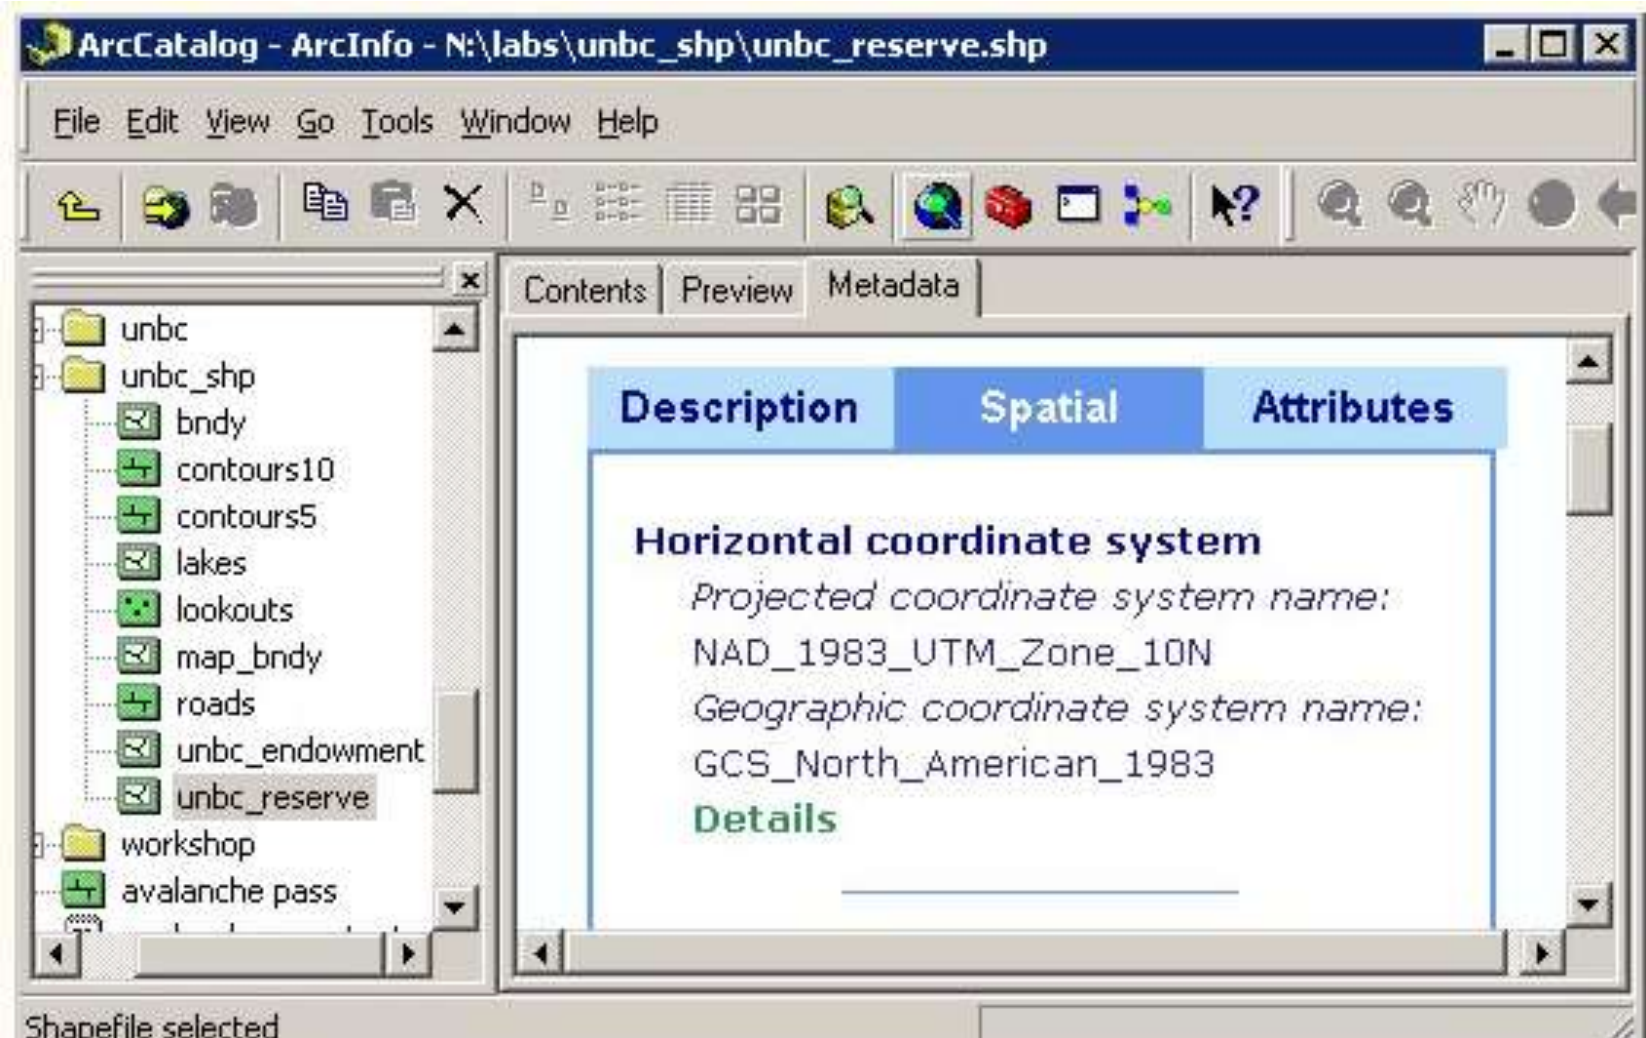 ArcCatalog - ArcInfo - N:\labs\unbc_shp\unbc_reserve.shp
File Edit View Go Tools Window Help
Contents Preview Metadata
unbc
unbc_shp
bndy
contours10
contours5
lakes
lookouts
map_bndy
roads
unbc_endowment
unbc_reserve
workshop
avalanche pass
Description Spatial Attributes
Horizontal coordinate system
Projected coordinate system name:
NAD_1983_UTM_Zone_10N
Geographic coordinate system name:
GCS_North_American_1983
Details
Shapefile selected